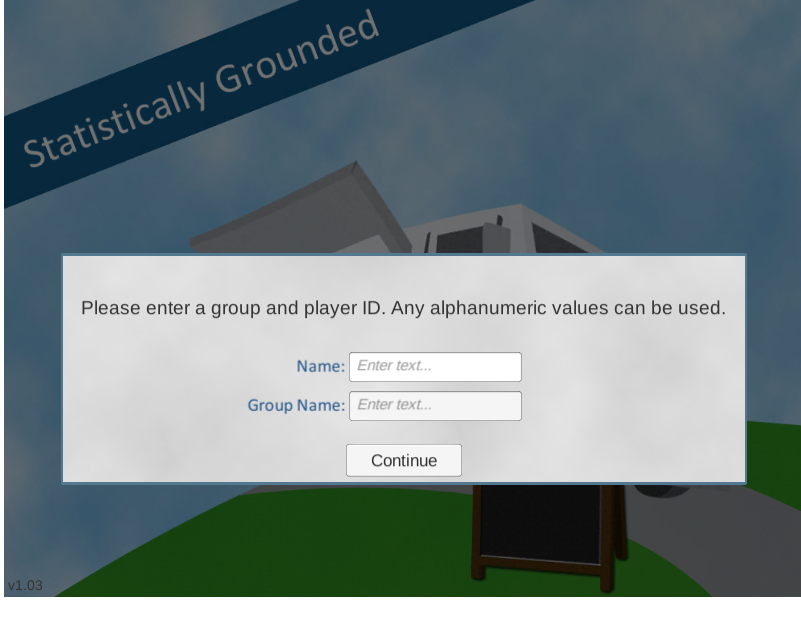 Statistically Grounded
Please enter a group and player ID. Any alphanumeric values can be used.
Name: Enter text...
Group Name: Enter text...
Continue
v1.03